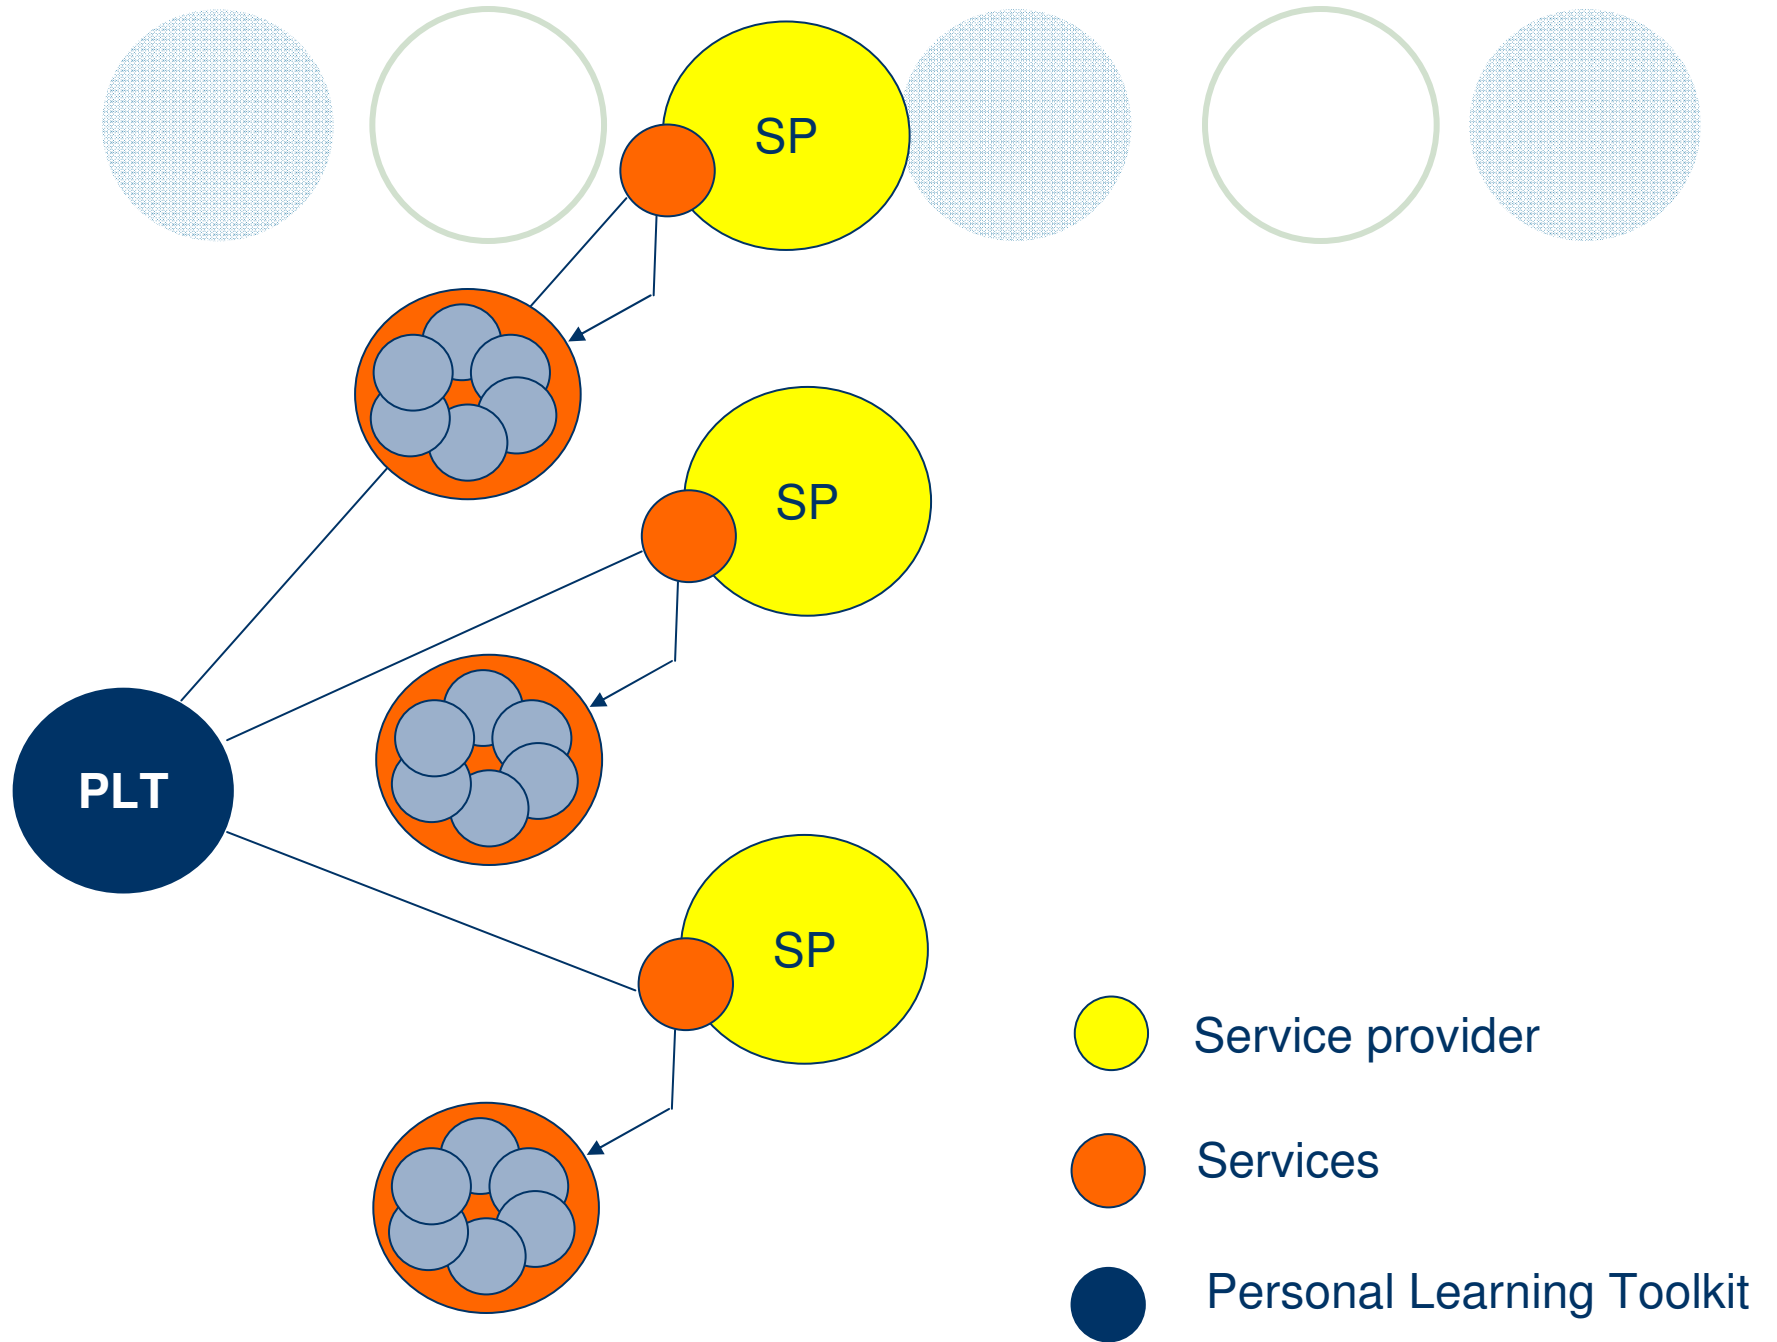 SP
SP
PLT
SP
Service provider
Services
Personal Learning Toolkit